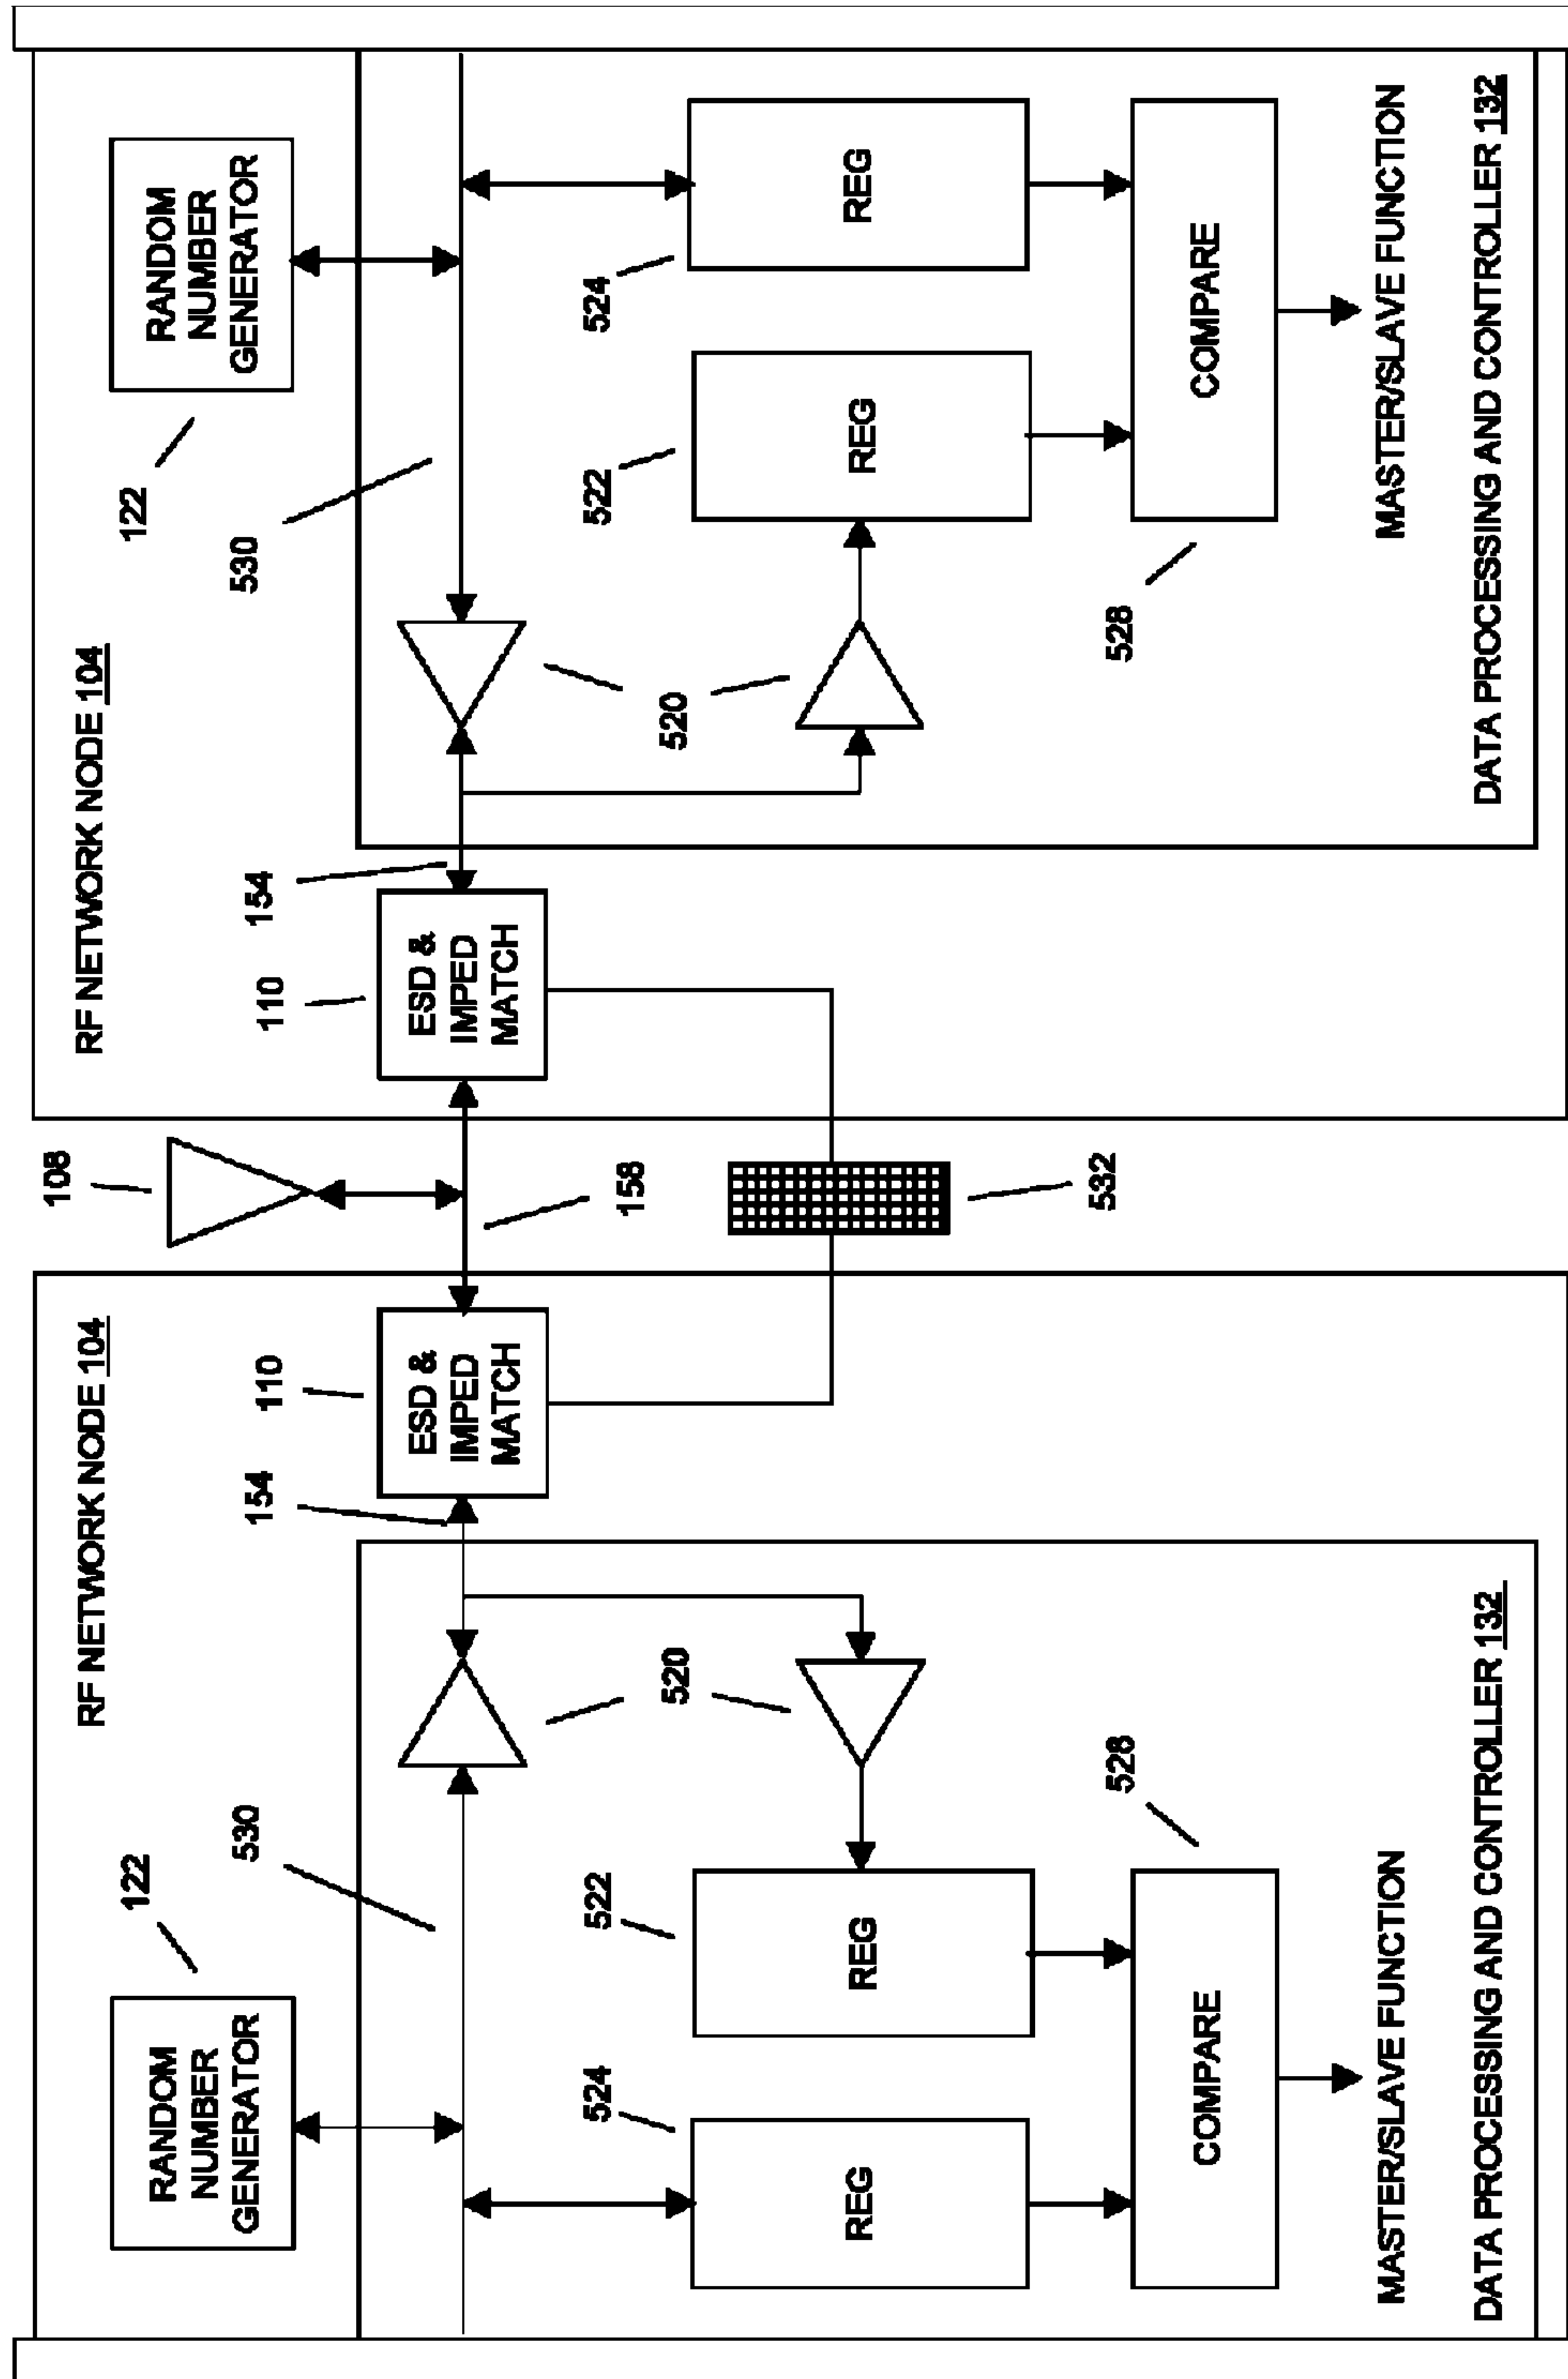 RF NETWORK NODE 104
122
RANDOM
NUMBER
GENERATOR
530
154
110
ESD &
IMPED
MATCH
520
524
522
REG
REG
528
COMPARE
MASTER/SLAVE FUNCTION
DATA PROCESSING AND CONTROLLER 132
108
158
532
RF NETWORK NODE 104
110
154
ESD &
IMPED
MATCH
530
122
RANDOM
NUMBER
GENERATOR
520
522
524
REG
REG
528
COMPARE
MASTER/SLAVE FUNCTION
DATA PROCESSING AND CONTROLLER 132